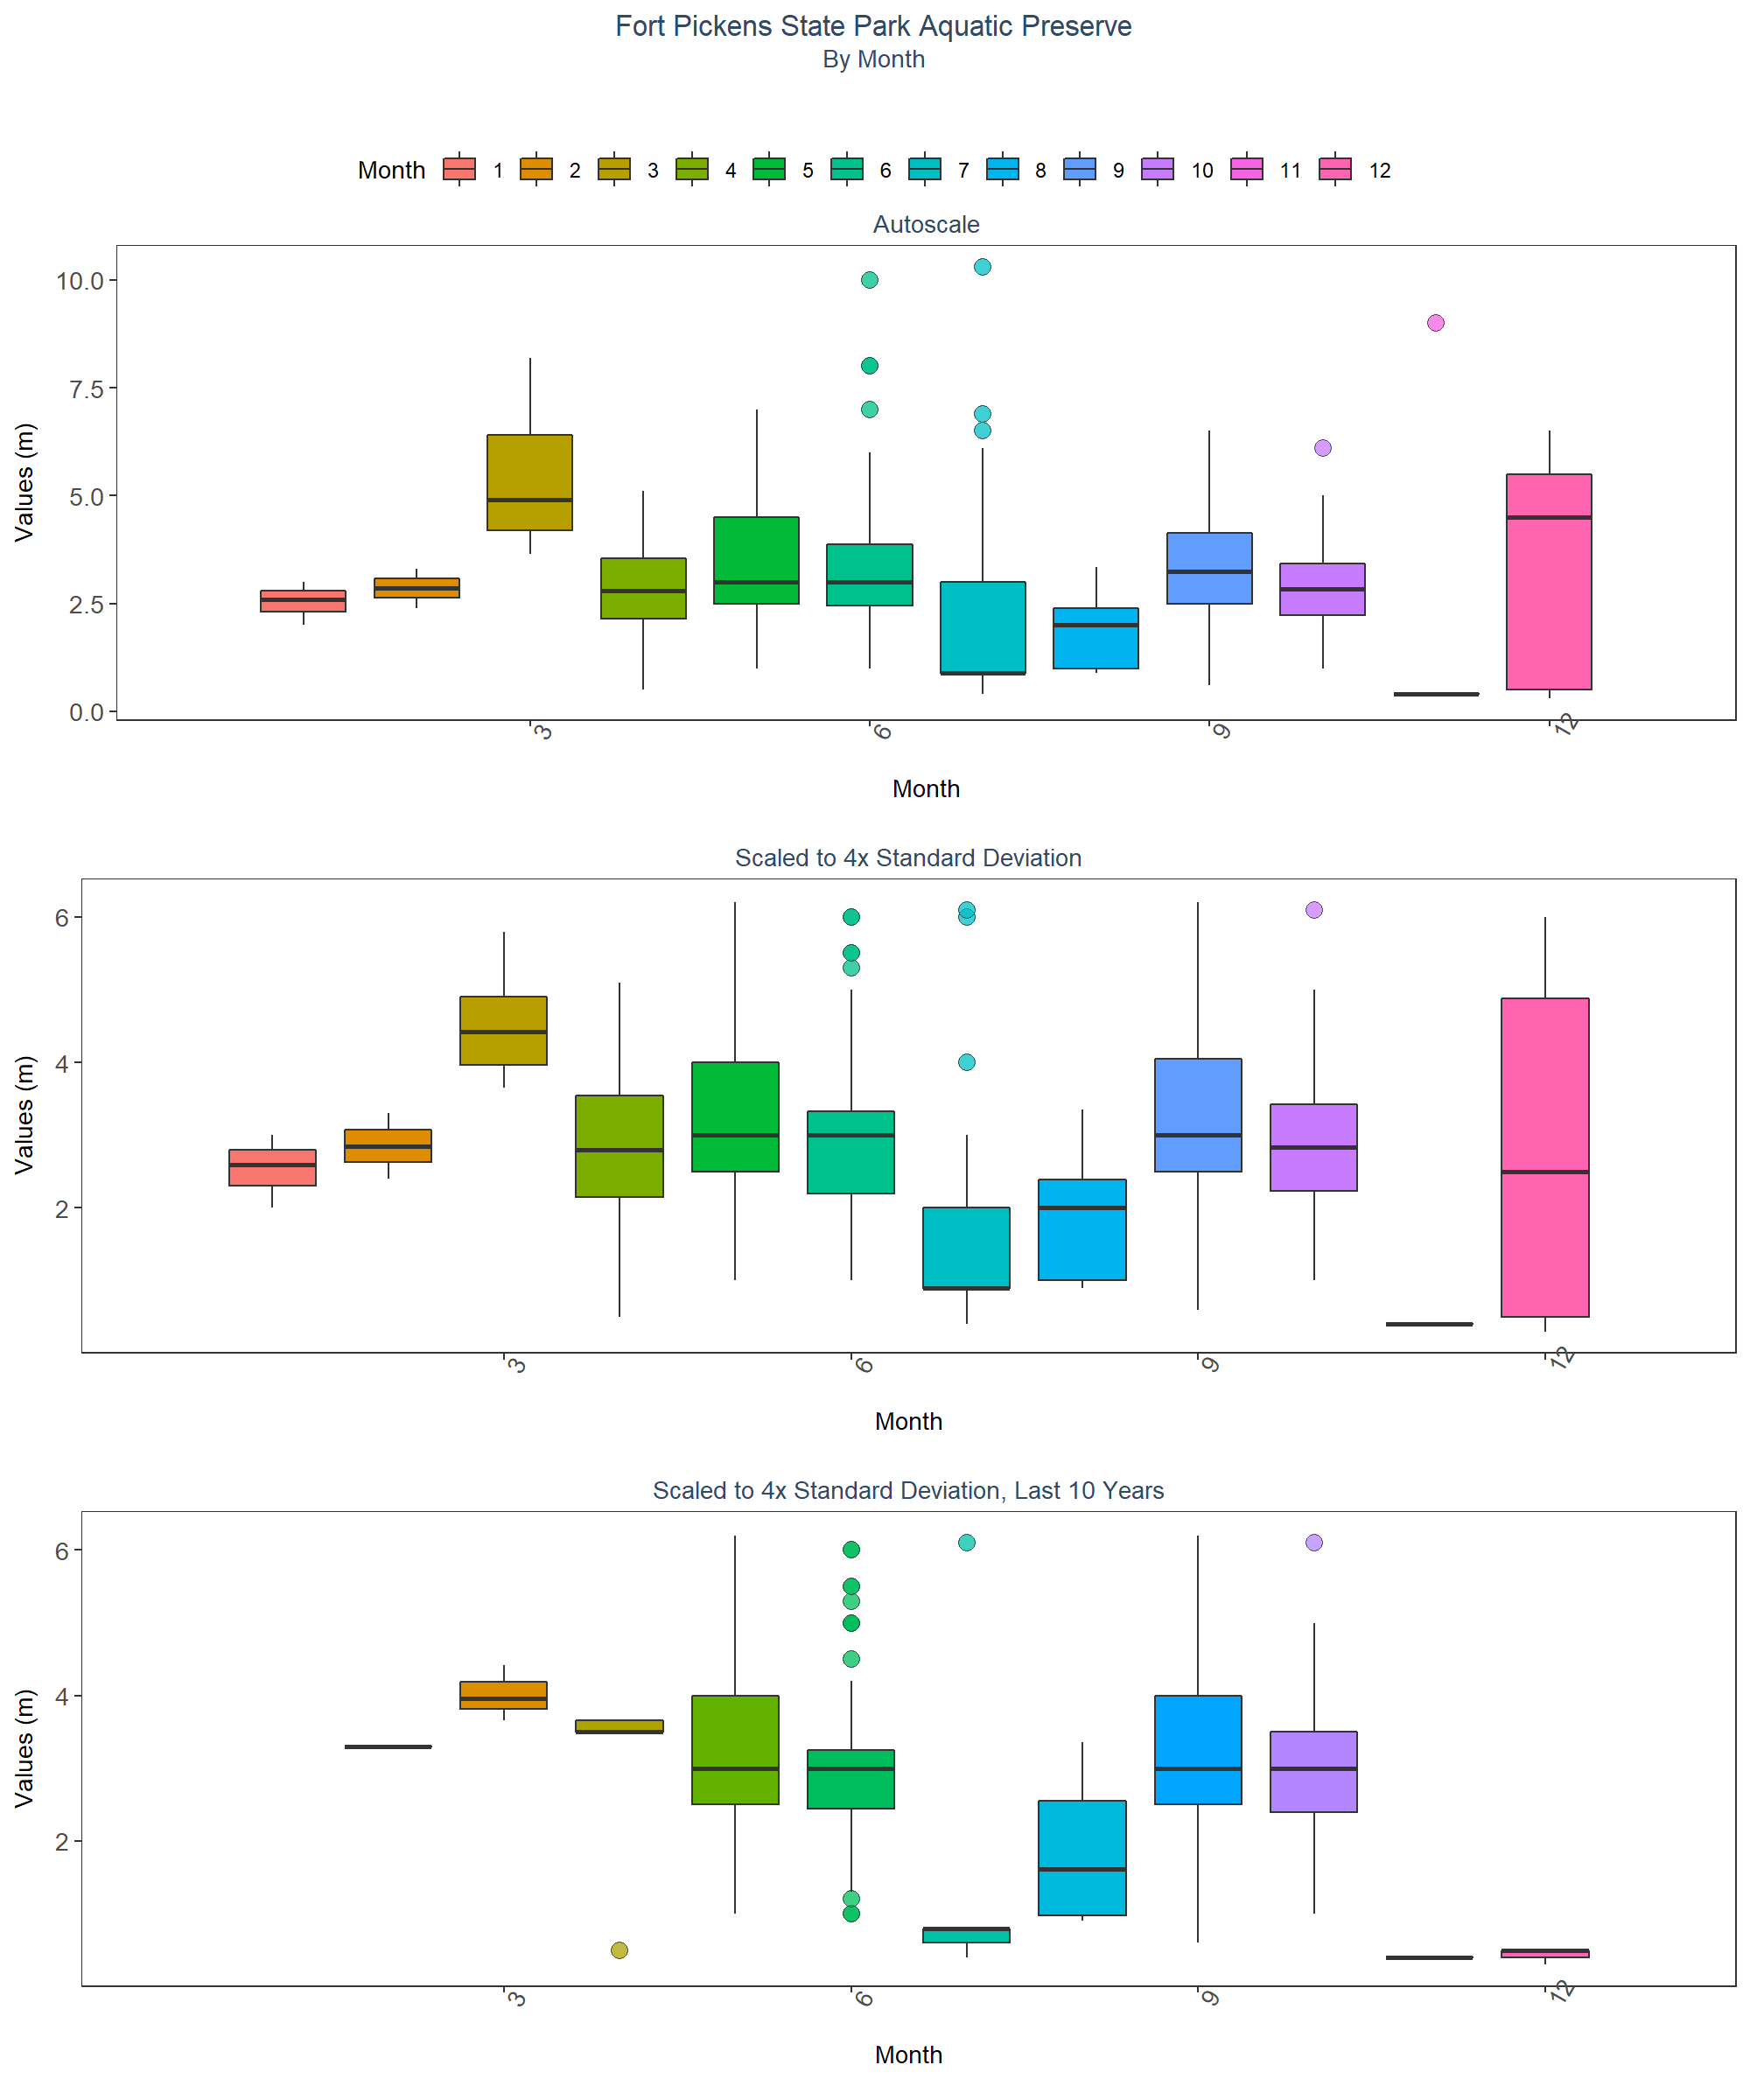 Fort Pickens State Park Aquatic Preserve
By Month
Month 1 2 3 4 5 6 7 8 9 10 11 12
Autoscale
Values (m)
10.0
7.5
5.0
2.5
0.0
3 6 9 12
Month
Scaled to 4x Standard Deviation
Values (m)
6
4
2
3 6 9 12
Month
Scaled to 4x Standard Deviation, Last 10 Years
Values (m)
6
4
2
3 6 9 12
Month